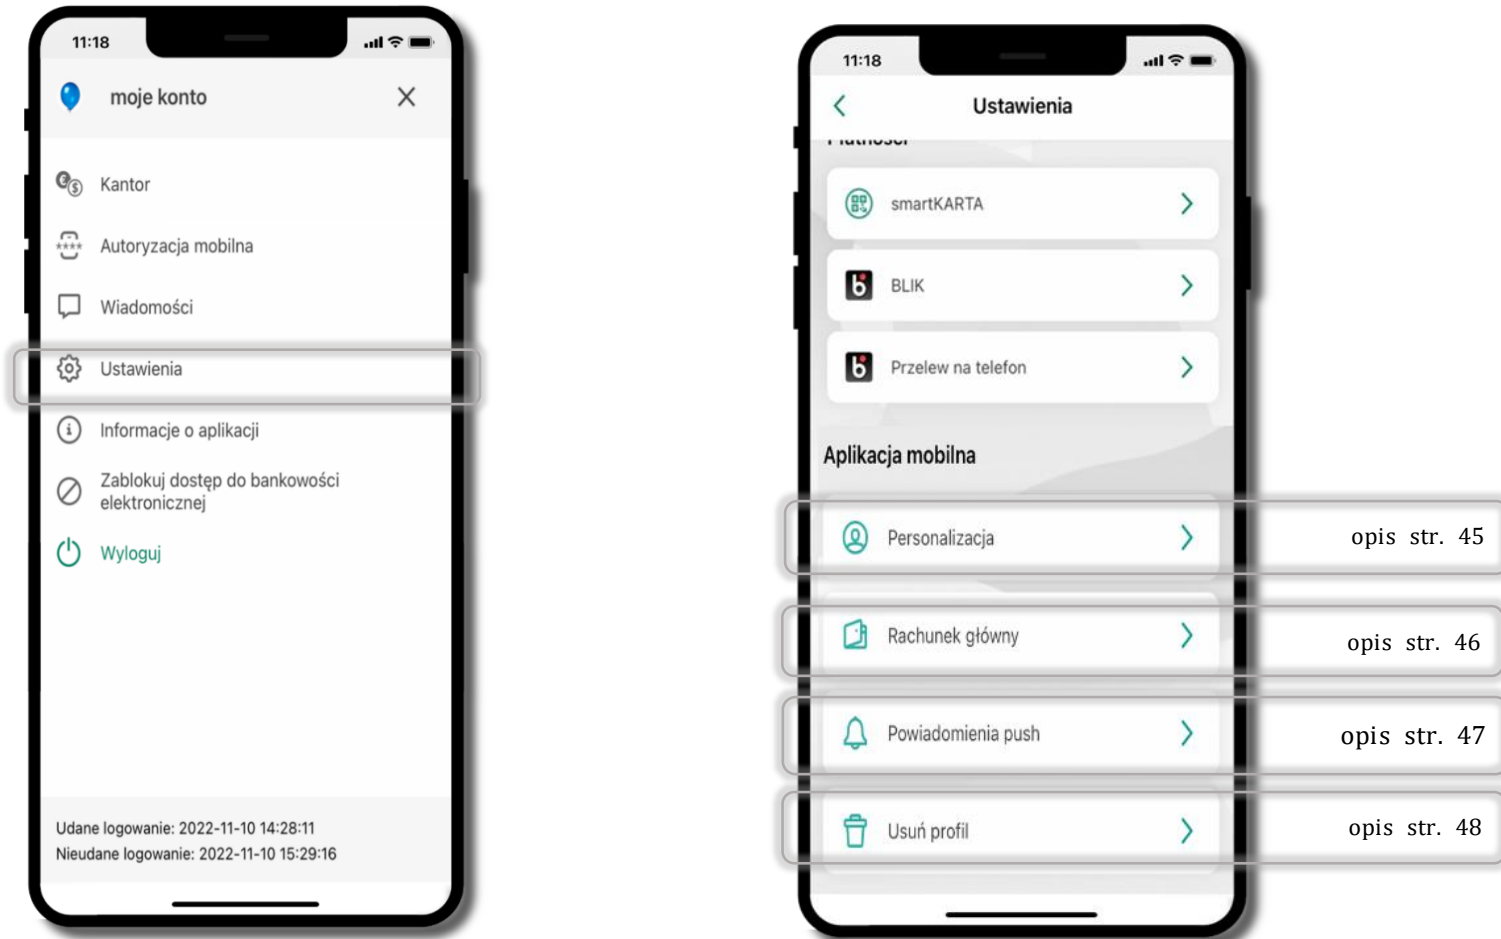 11:18
moje konto
Kantor
Autoryzacja mobilna
Wiadomości
Ustawienia
Informacje o aplikacji
Zablokuj dostęp do bankowości
elektronicznej
Wyloguj
Udane logowanie: 2022-11-10 14:28:11
Nieudane logowanie: 2022-11-10 15:29:16
11:18
Ustawienia
Płatności
smartKARTA
BLIK
Przelew na telefon
Aplikacja mobilna
Personalizacja
opis str. 45
Rachunek główny
opis str. 46
Powiadomienia push
opis str. 47
Usuń profil
opis str. 48